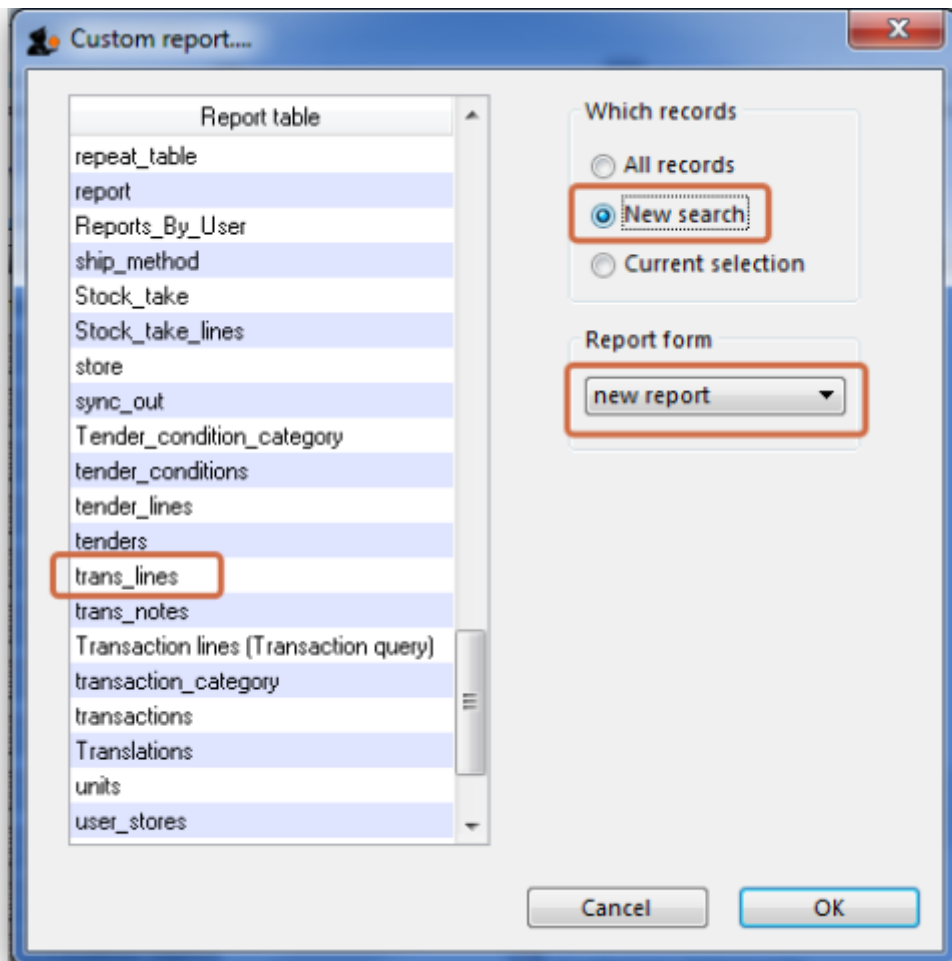 Custom report....
Report table
repeat_table
report
Reports_By_User
ship_method
Stock_take
Stock_take_lines
store
sync_out
Tender_condition_category
tender_conditions
tender_lines
tenders
trans_lines
trans_notes
Transaction lines (Transaction query)
transaction_category
transactions
Translations
units
user_stores
Which records
All records
New search
Current selection
Report form
new report
Cancel
OK